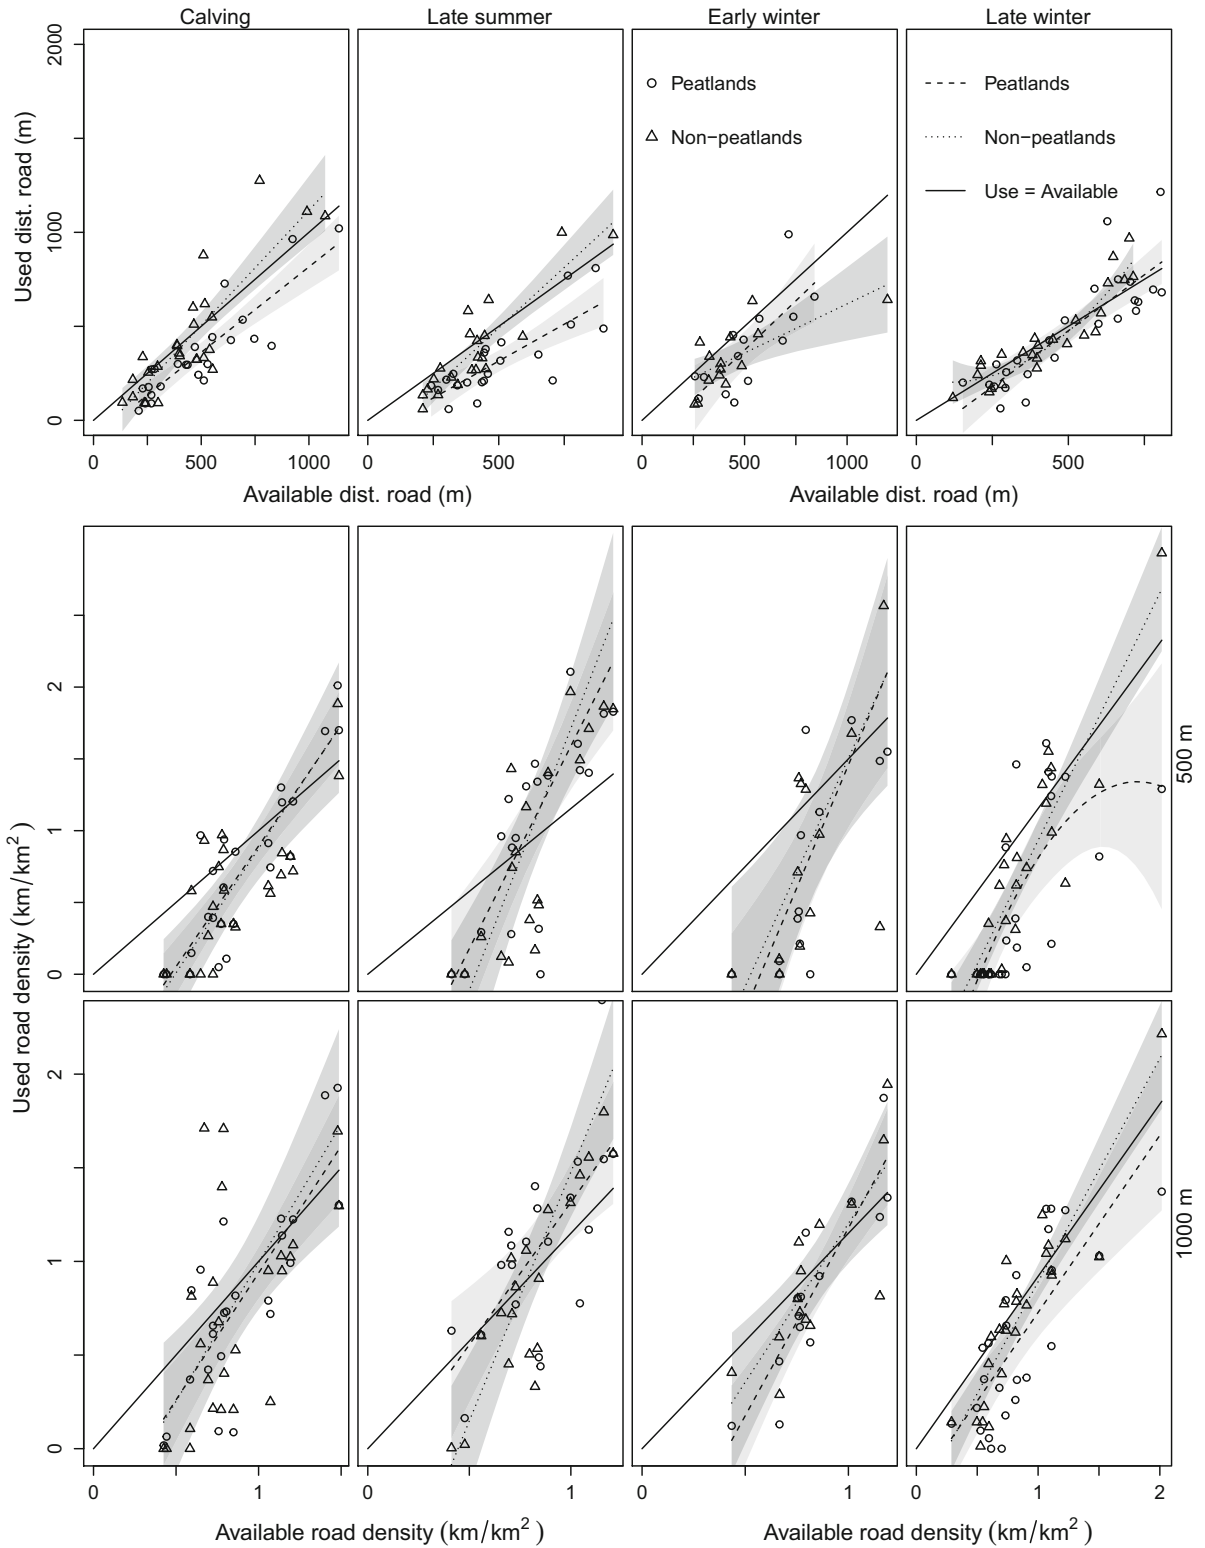 Calving Late summer Early winter Late winter
Used dist. road (m)
0 1000 2000
Peatlands
Non−peatlands
Peatlands
Non−peatlands
Use = Available
0 500 1000 0 500 0 500 1000 0 500
Available dist. road (m) Available dist. road (m)
Used road density (km/km²)
0 1 2
500 m
0 1 2
1000 m
0 1 0 1 0 1 0 1 2
Available road density (km/km²) Available road density (km/km²)